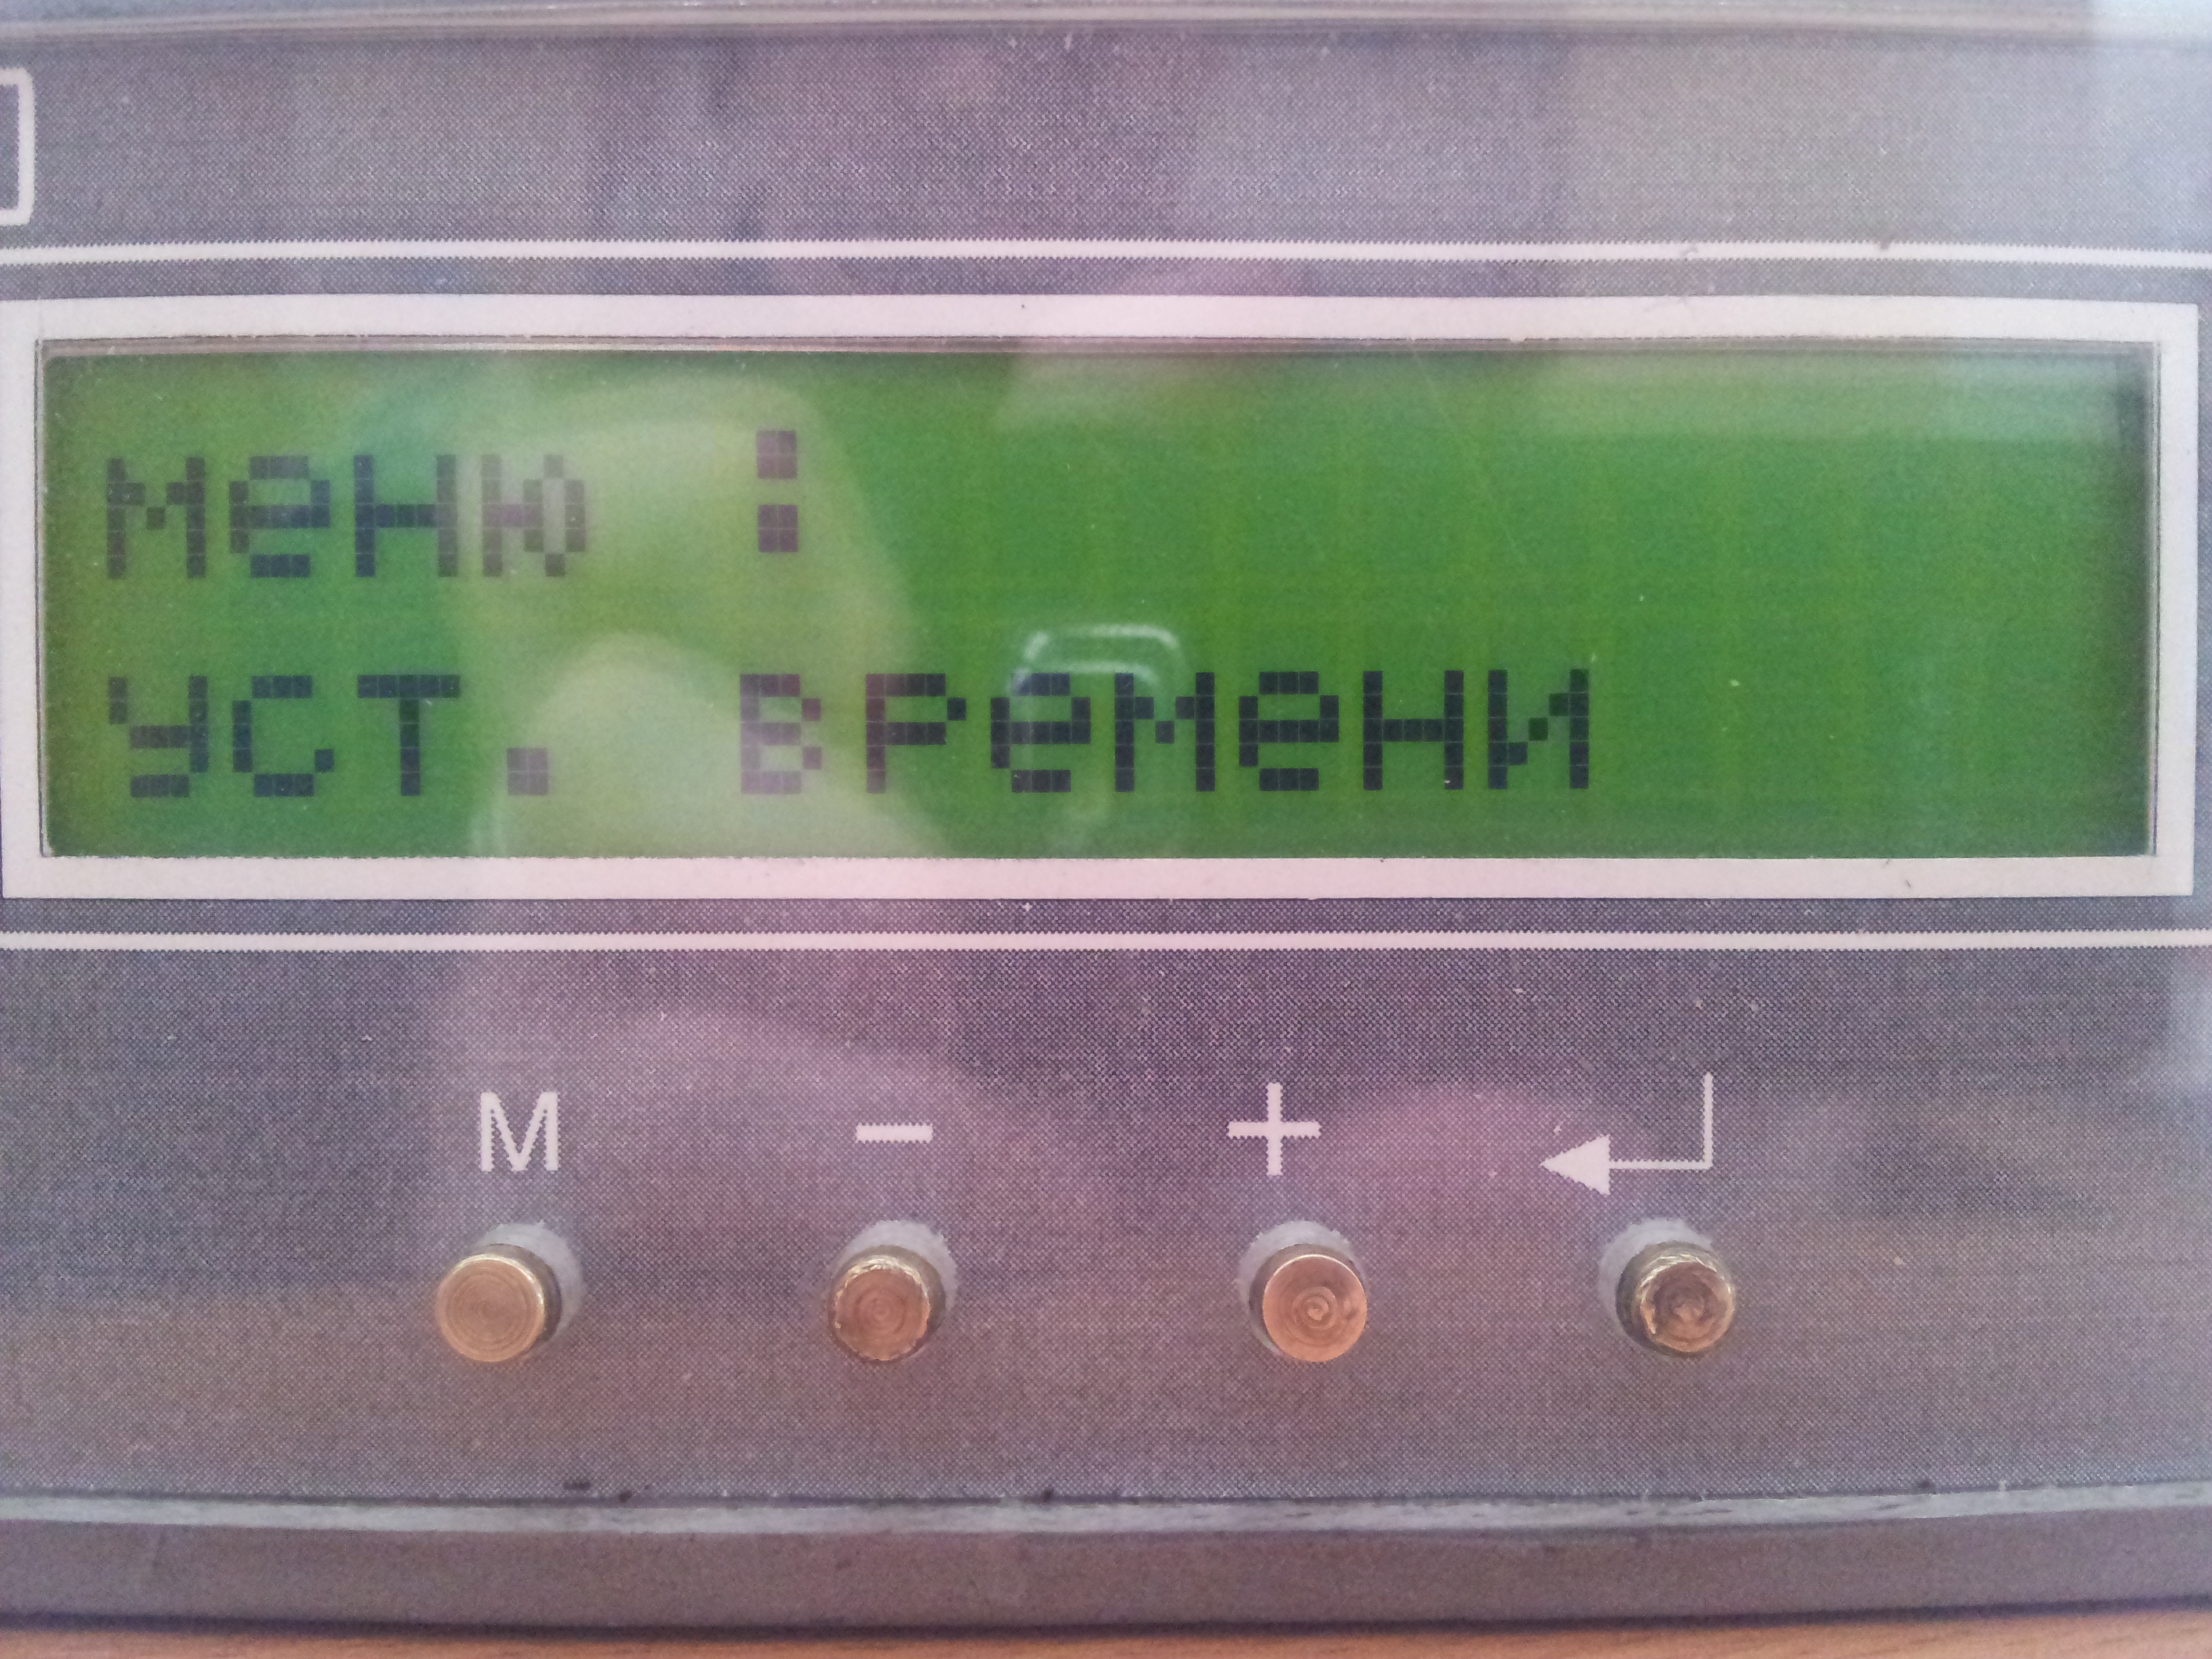 меню :
уст. времени
М - +